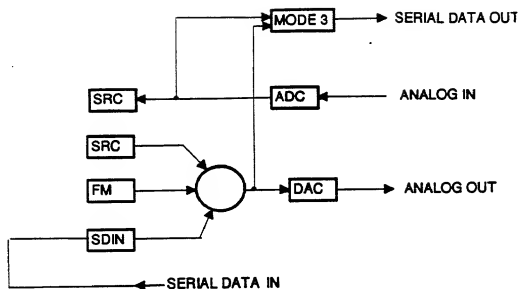 MODE 3 SERIAL DATA OUT
SRC ADC ANALOG IN
SRC
FM DAC ANALOG OUT
SDIN
SERIAL DATA IN